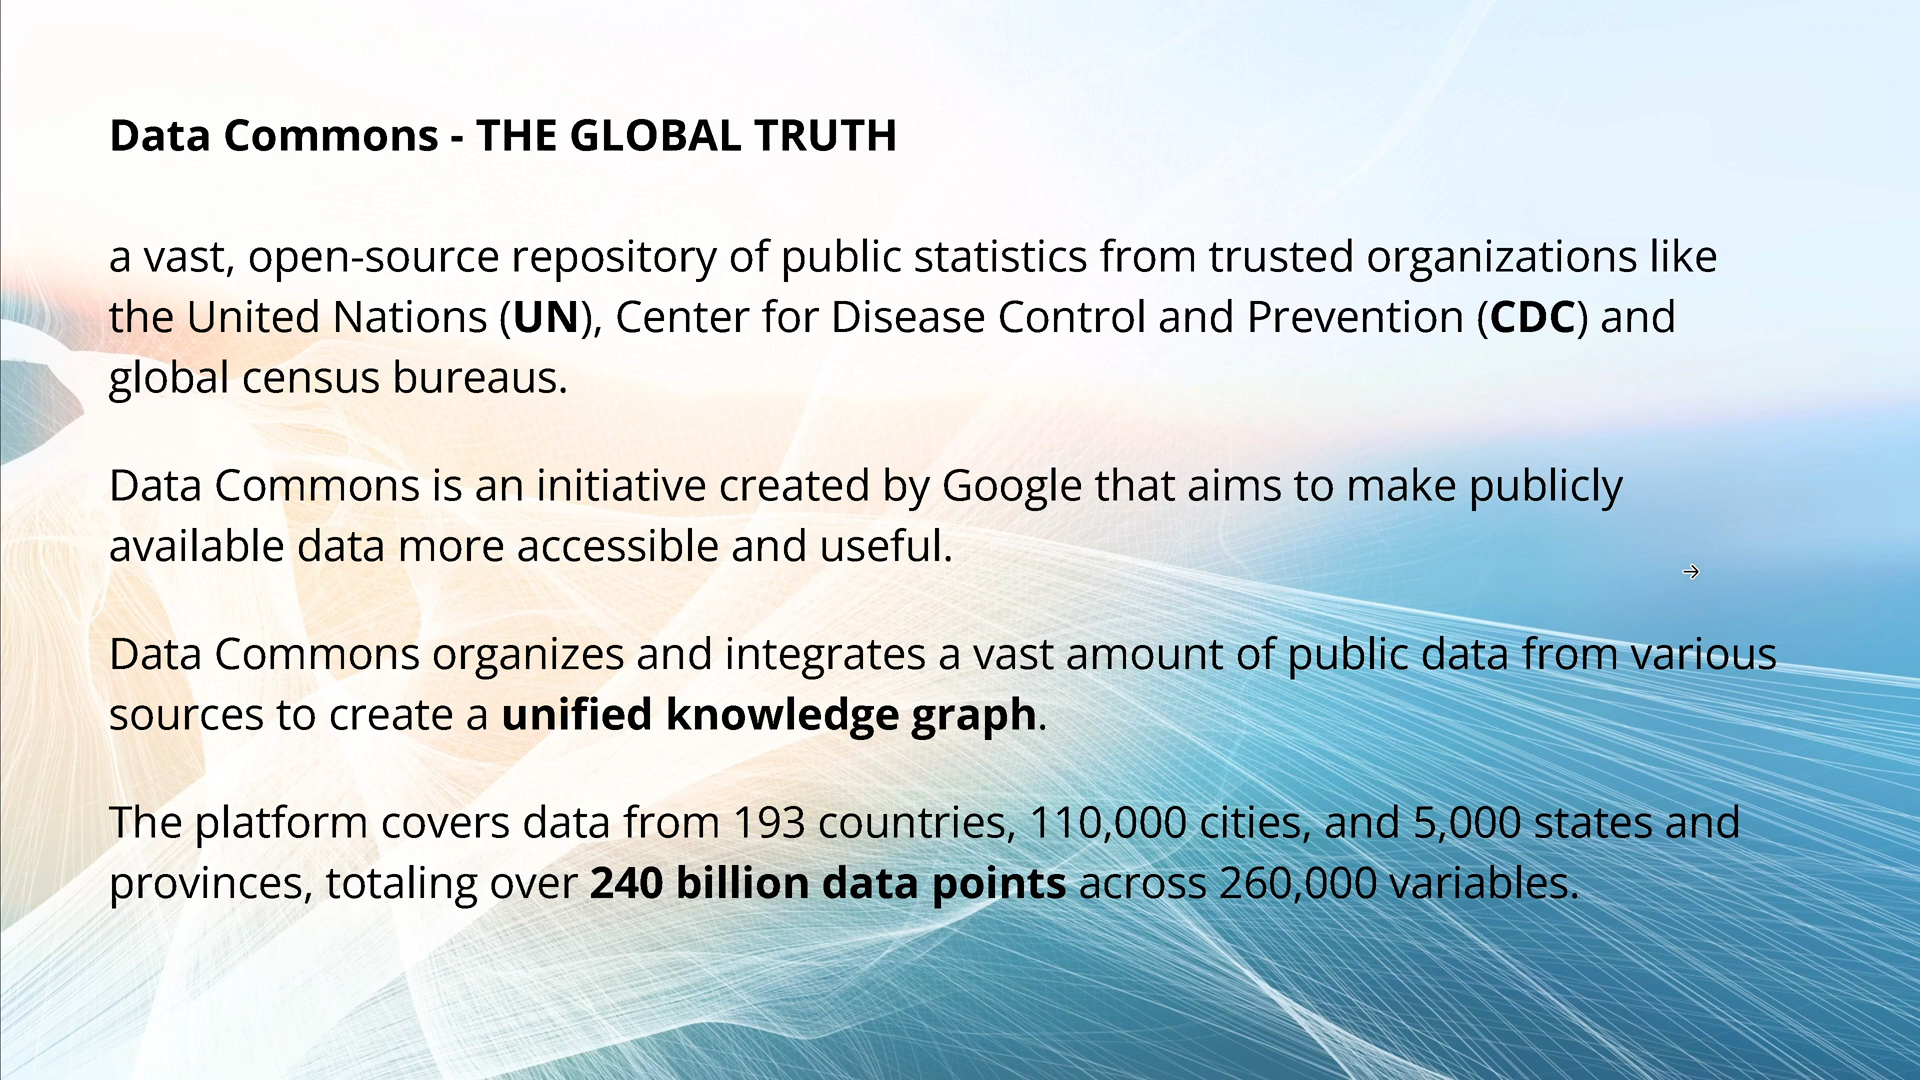 Data Commons - THE GLOBAL TRUTH
a vast, open-source repository of public statistics from trusted organizations like
the United Nations (UN), Center for Disease Control and Prevention (CDC) and
global census bureaus.
Data Commons is an initiative created by Google that aims to make publicly
available data more accessible and useful.
Data Commons organizes and integrates a vast amount of public data from various
sources to create a unified knowledge graph.
The platform covers data from 193 countries, 110,000 cities, and 5,000 states and
provinces, totaling over 240 billion data points across 260,000 variables.